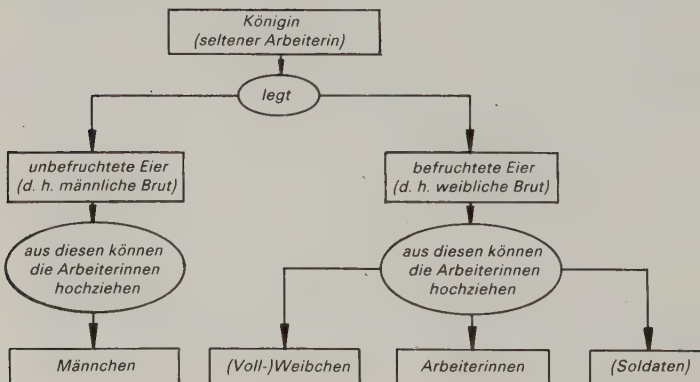 Königin
(seltener Arbeiterin)
legt
unbefruchtete Eier
(d. h. männliche Brut)
befruchtete Eier
(d. h. weibliche Brut)
aus diesen können
die Arbeiterinnen
hochziehen
aus diesen können
die Arbeiterinnen
hochziehen
Männchen
(Voll-)Weibchen
Arbeiterinnen
(Soldaten)